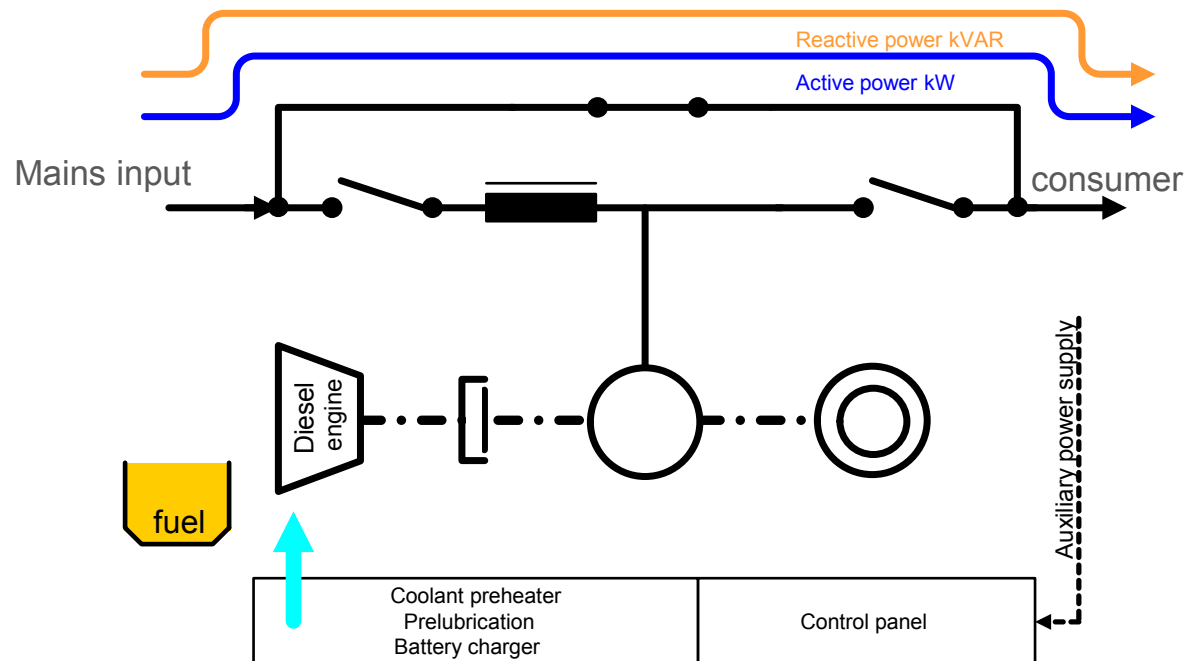 Reactive power kVAR
Active power kW
Mains input
consumer
Diesel
engine
Auxiliary power supply
fuel
Coolant preheater
Prelubrication
Battery charger
Control panel